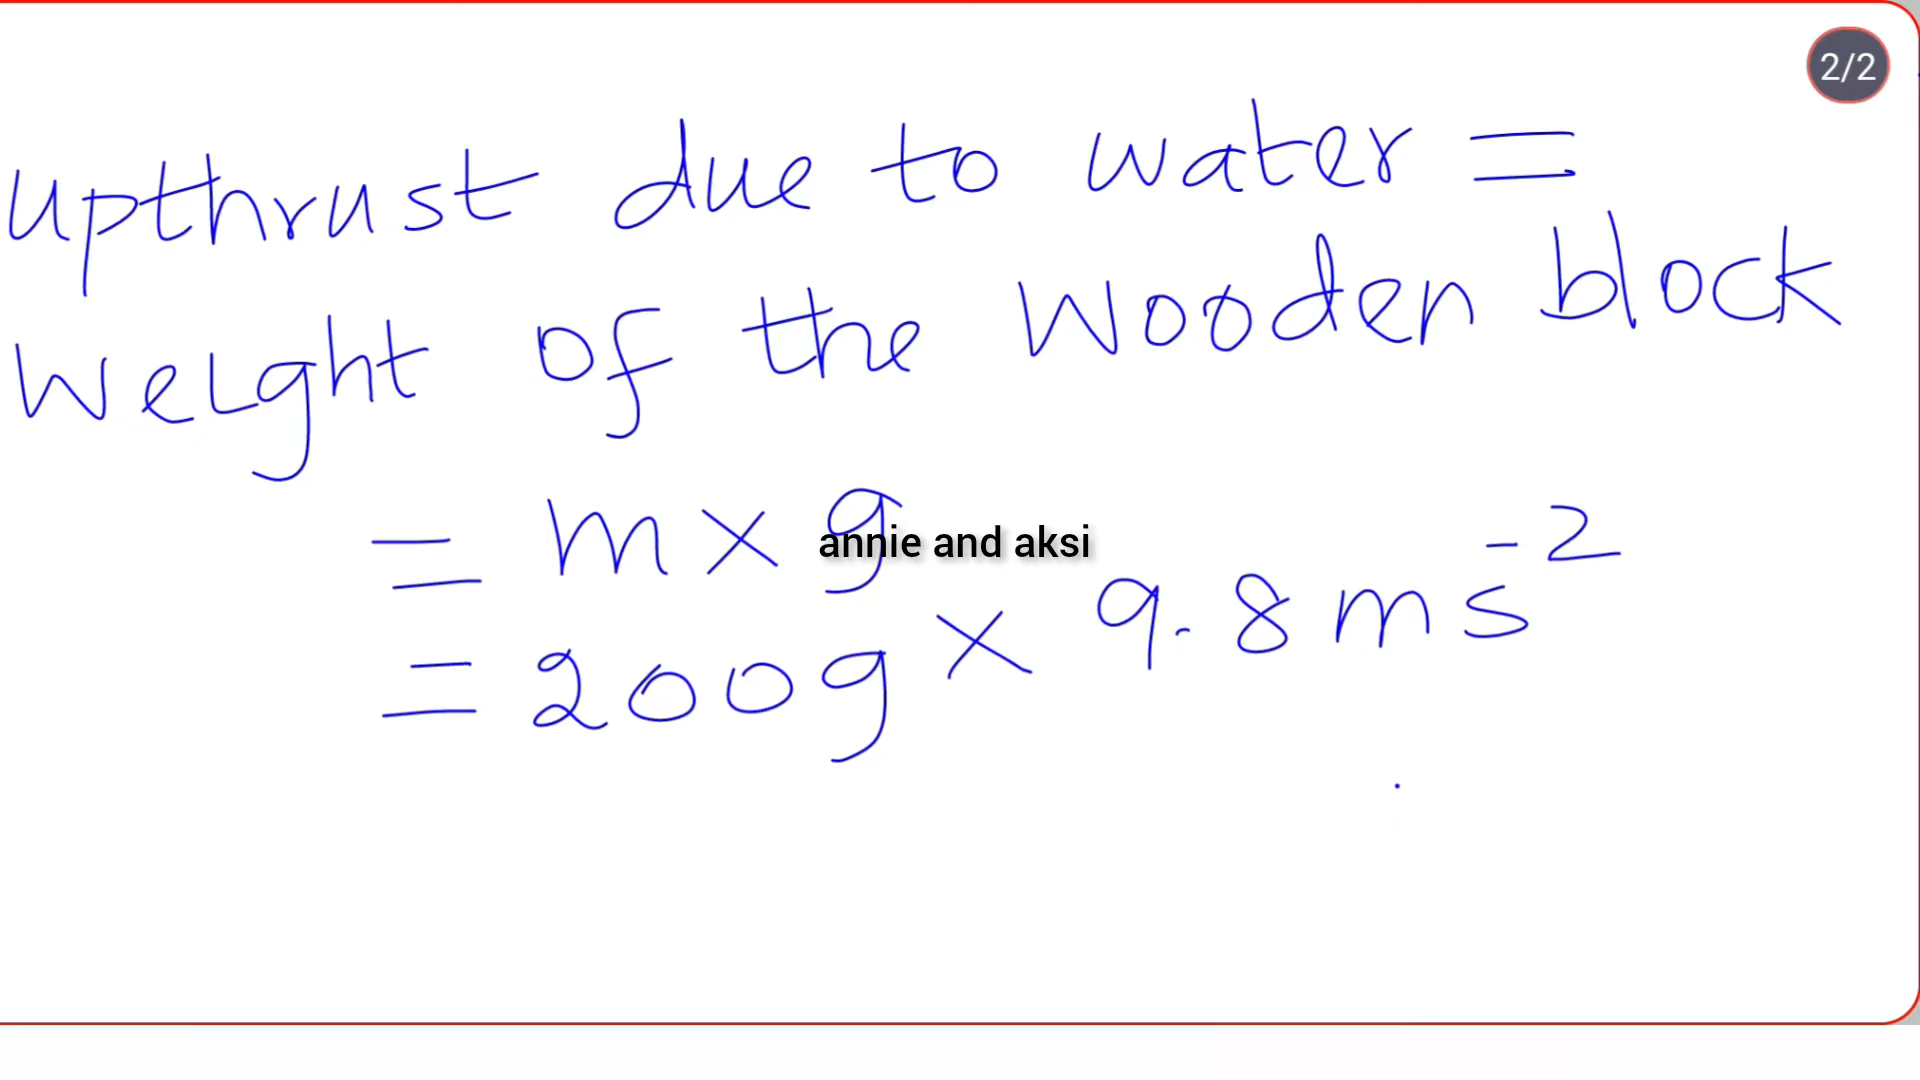 2/2
upthrust due to water =
Weight of the Wooden block
= m × g
annie and aksi
= 200g × 9.8 ms⁻²